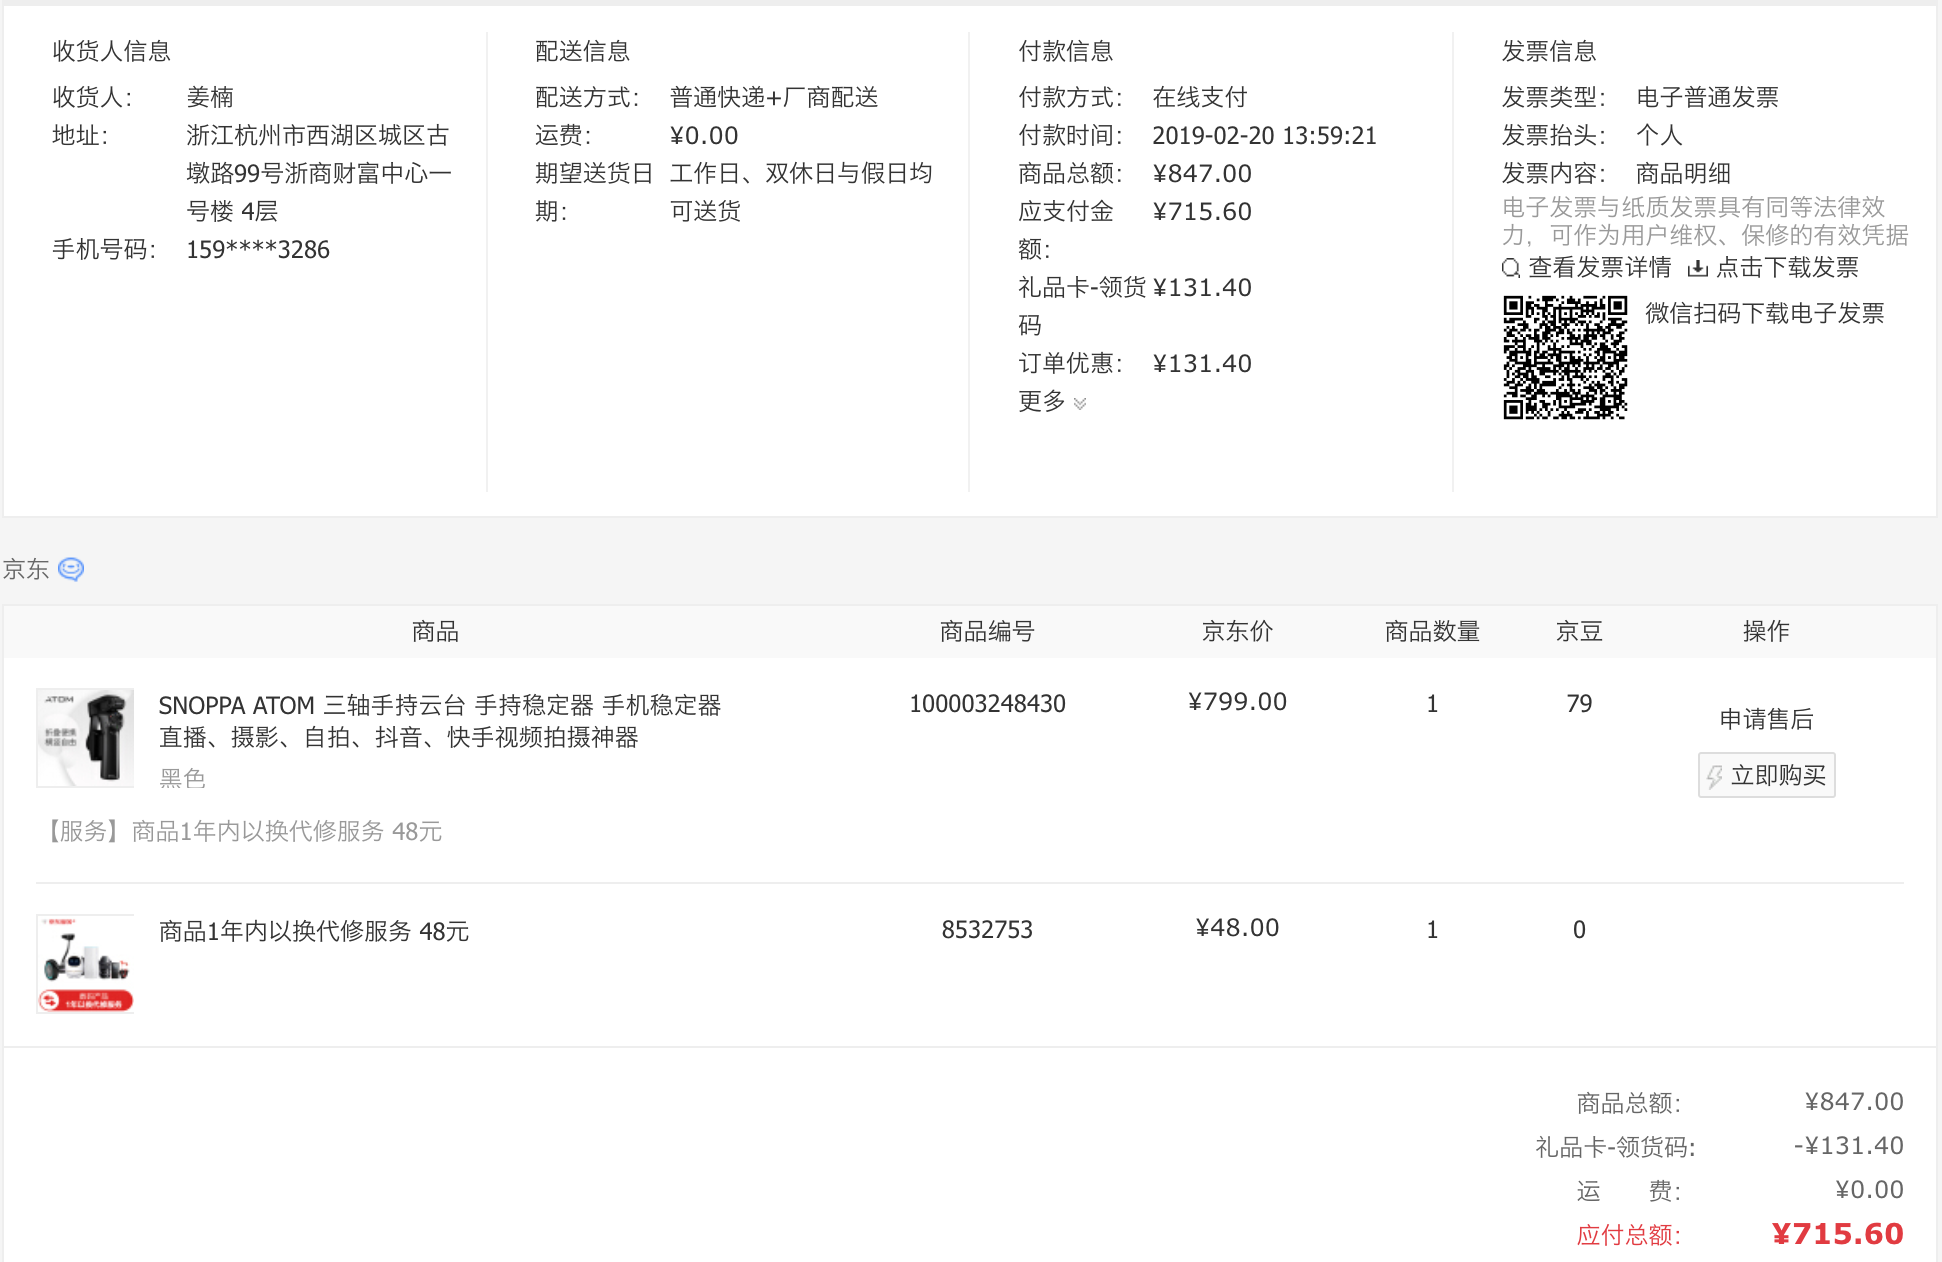 收货人信息
收货人： 姜楠
地址： 浙江杭州市西湖区城区古
墩路99号浙商财富中心一
号楼 4层
手机号码： 159****3286
配送信息
配送方式： 普通快递+厂商配送
运费： ¥0.00
期望送货日 工作日、双休日与假日均
期： 可送货
付款信息
付款方式： 在线支付
付款时间： 2019-02-20 13:59:21
商品总额： ¥847.00
应支付金 ¥715.60
额：
礼品卡-领货 ¥131.40
码
订单优惠： ¥131.40
更多
发票信息
发票类型： 电子普通发票
发票抬头： 个人
发票内容： 商品明细
电子发票与纸质发票具有同等法律效
力，可作为用户维权、保修的有效凭据
查看发票详情 点击下载发票
微信扫码下载电子发票
京东
商品 商品编号 京东价 商品数量 京豆 操作
ATOM
折叠便携
横竖自由
SNOPPA ATOM 三轴手持云台 手持稳定器 手机稳定器 100003248430 ¥799.00 1 79 申请售后
直播、摄影、自拍、抖音、快手视频拍摄神器
黑色
立即购买
【服务】商品1年内以换代修服务 48元
商品1年内以换代修服务 48元 8532753 ¥48.00 1 0
1年以换代修服务
商品总额： ¥847.00
礼品卡-领货码: -¥131.40
运 费： ¥0.00
应付总额： ¥715.60